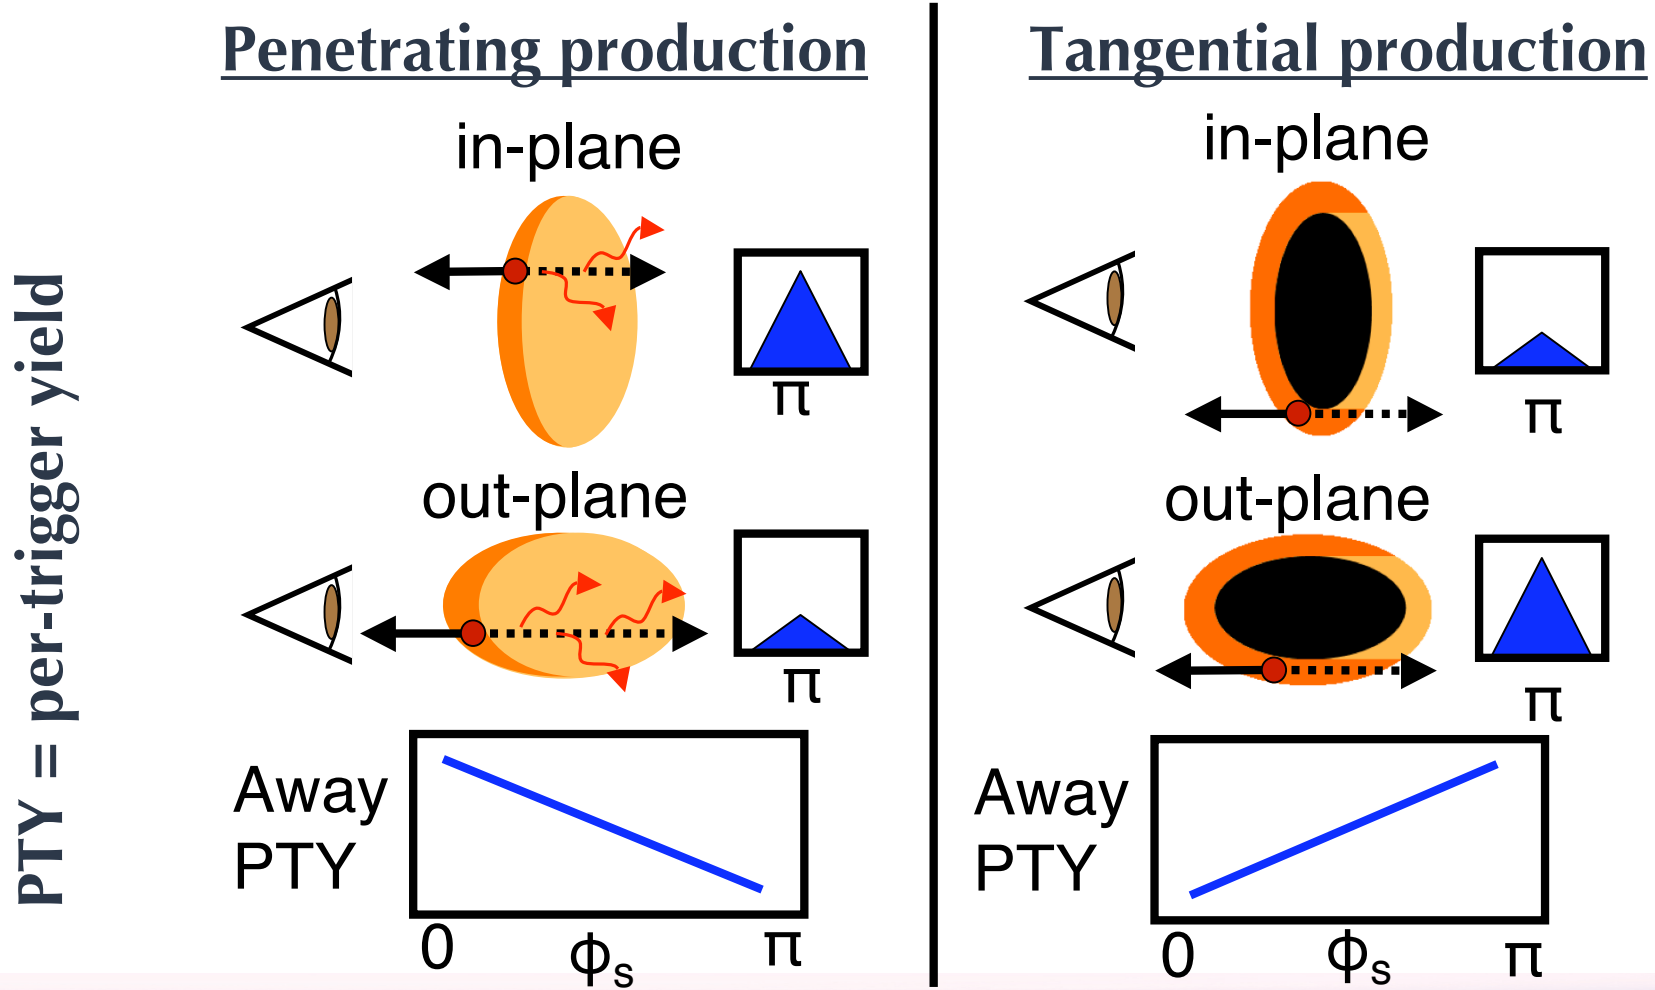 PTY = per-trigger yield
Penetrating production
in-plane
π
out-plane
π
Away
PTY
0 ϕs π
Tangential production
in-plane
π
out-plane
π
Away
PTY
0 ϕs π